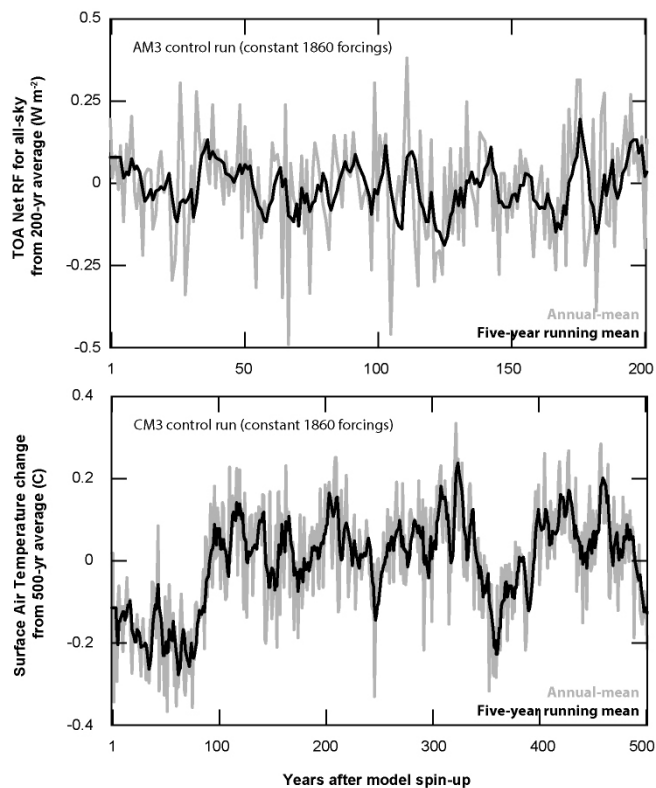 TOA Net RF for all-sky
from 200-yr average (W m-2)
0.5
0.25
0
-0.25
-0.5
AM3 control run (constant 1860 forcings)
Annual-mean
Five-year running mean
1
50
100
150
200
Surface Air Temperature change
from 500-yr average (C)
0.4
0.2
0
-0.2
-0.4
CM3 control run (constant 1860 forcings)
Annual-mean
Five-year running mean
1
100
200
300
400
500
Years after model spin-up